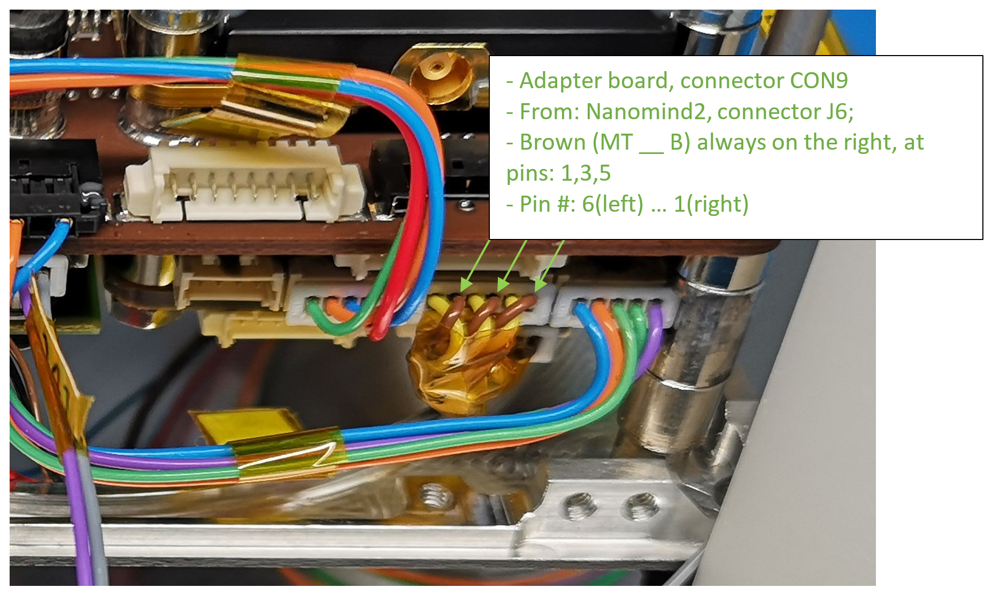 - Adapter board, connector CON9
- From: Nanomind2, connector J6;
- Brown (MT __ B) always on the right, at
pins: 1,3,5
- Pin #: 6(left) ... 1(right)